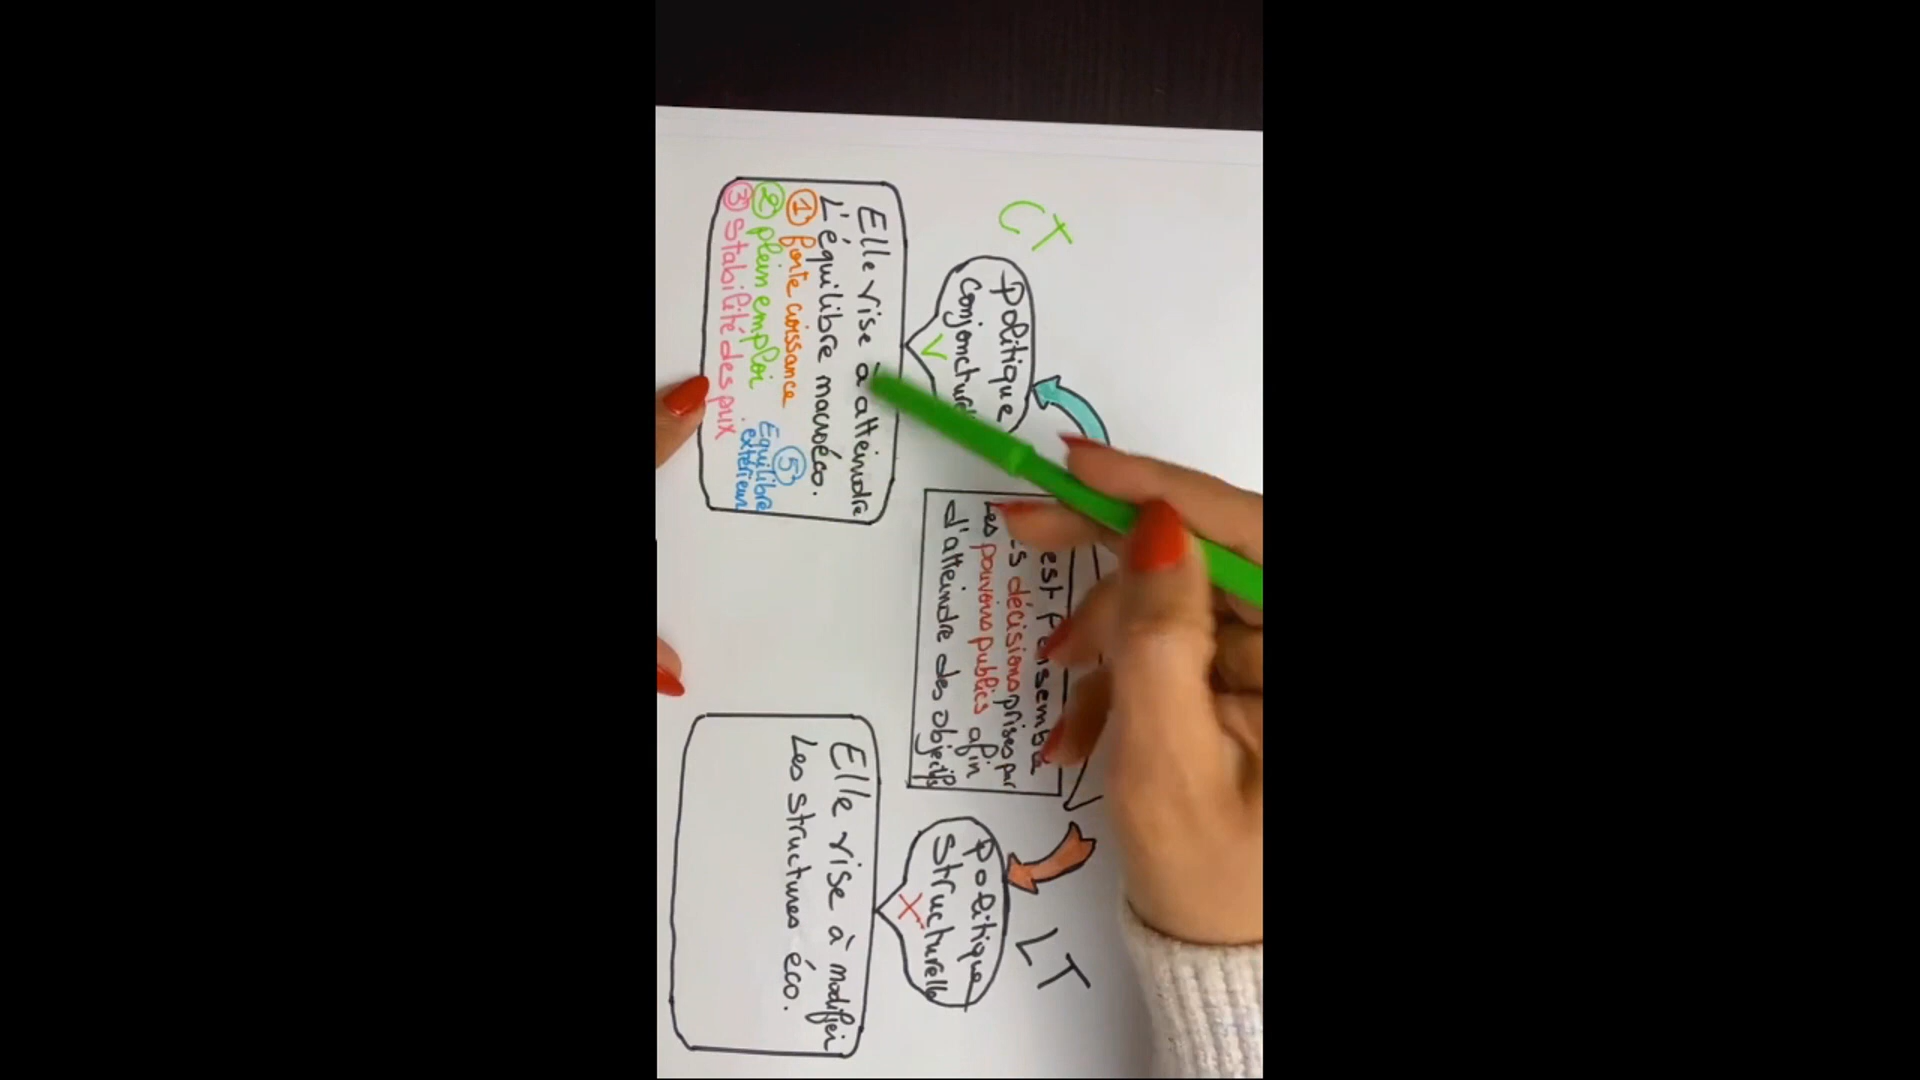 CT
Politique
Conjonctur
V
Elle vise à atteindre
L'équilibre macroéco.
① forte croissance
② plein emploi
③ Stabilité des prix
⑤
Equilibre
extérieur
est l'ensemble
décisions prises par
Les pouvoirs publics afin
d'atteindre des objectifs
LT
Politique
Structurelle
X
Elle vise à modifier
Les structures éco.